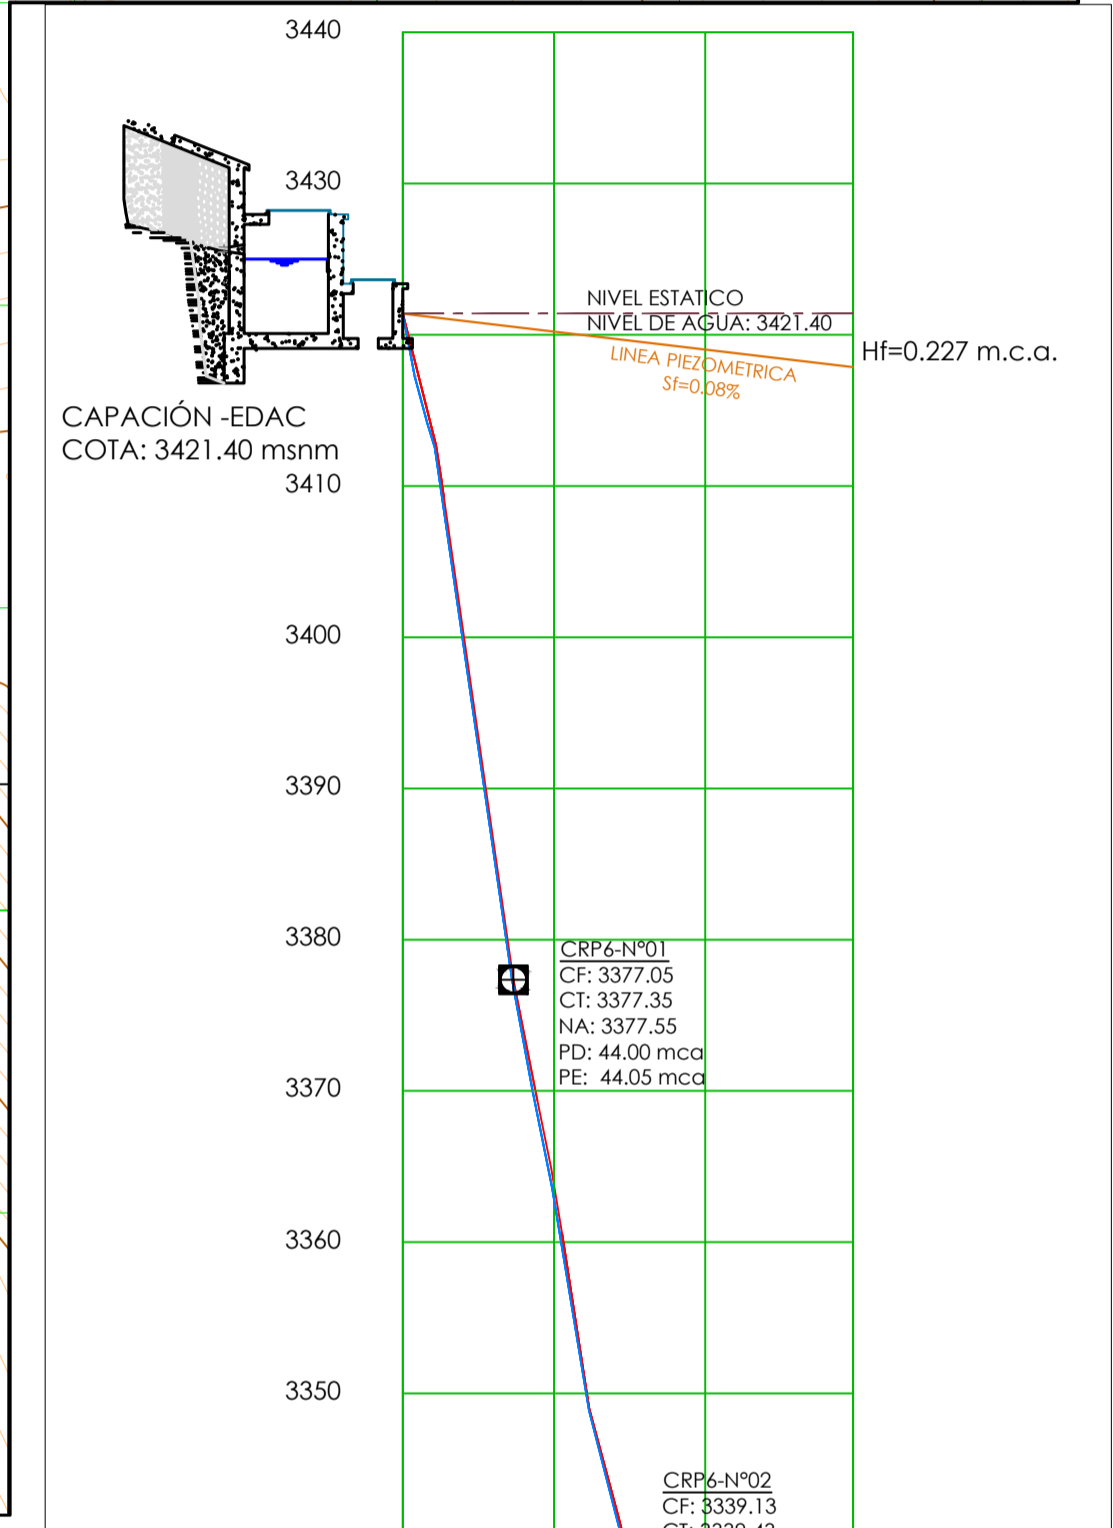 3440
3430
NIVEL ESTATICO
NIVEL DE AGUA: 3421.40
LINEA PIEZOMETRICA
Sf=0.08%
Hf=0.227 m.c.a.
CAPACIÓN -EDAC
COTA: 3421.40 msnm
3410
3400
3390
3380
CRP6-Nº01
CF: 3377.05
CT: 3377.35
NA: 3377.55
PD: 44.00 mca
PE: 44.05 mca
3370
3360
3350
CRP6-Nº02
CF: 3339.13